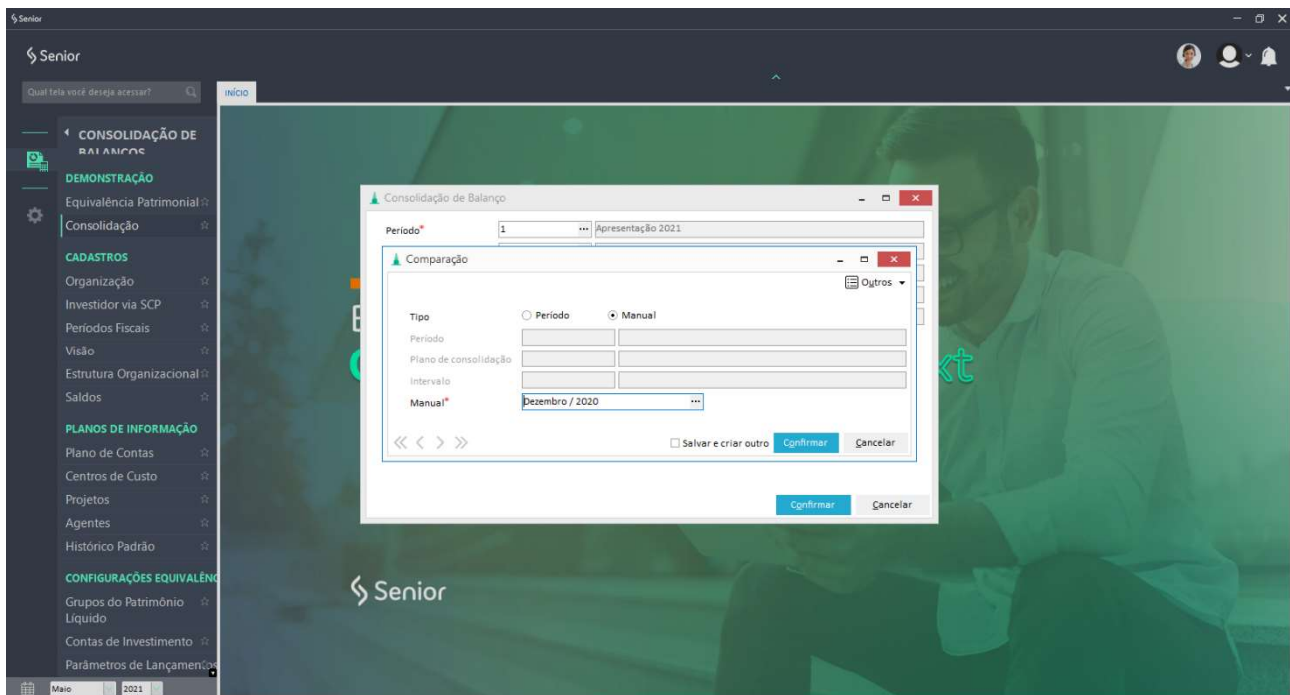 Senior
Senior
Qual tela você deseja acessar?
INÍCIO
CONSOLIDAÇÃO DE
BALANÇOS
DEMONSTRAÇÃO
Equivalência Patrimonial
Consolidação
CADASTROS
Organização
Investidor via SCP
Períodos Fiscais
Visão
Estrutura Organizacional
Saldos
PLANOS DE INFORMAÇÃO
Plano de Contas
Centros de Custo
Projetos
Agentes
Histórico Padrão
CONFIGURAÇÕES EQUIVALÊNC
Grupos do Patrimônio
Líquido
Contas de Investimento
Parâmetros de Lançamentos
Maio 2021
Consolidação de Balanço
Período* 1 ... Apresentação 2021
Comparação
Outros
Tipo Período Manual
Período
Plano de consolidação
Intervalo
Manual* Dezembro / 2020 ...
Salvar e criar outro Confirmar Cancelar
Confirmar Cancelar
xt
Senior